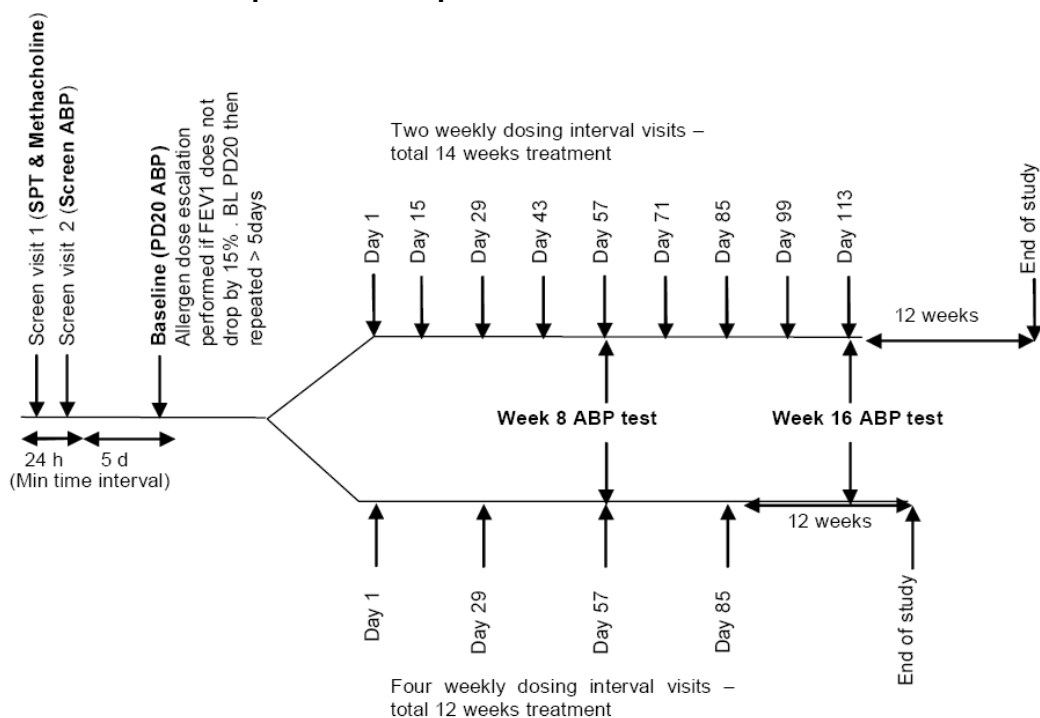 Screen visit 1 (SPT & Methacholine)
Screen visit 2 (Screen ABP)
Baseline (PD20 ABP)
Allergen dose escalation
performed if FEV1 does not
drop by 15% . BL PD20 then
repeated > 5days
24 h
5 d
(Min time interval)
Two weekly dosing interval visits –
total 14 weeks treatment
Day 1
Day 15
Day 29
Day 43
Day 57
Day 71
Day 85
Day 99
Day 113
End of study
12 weeks
Week 8 ABP test
Week 16 ABP test
12 weeks
Day 1
Day 29
Day 57
Day 85
End of study
Four weekly dosing interval visits –
total 12 weeks treatment